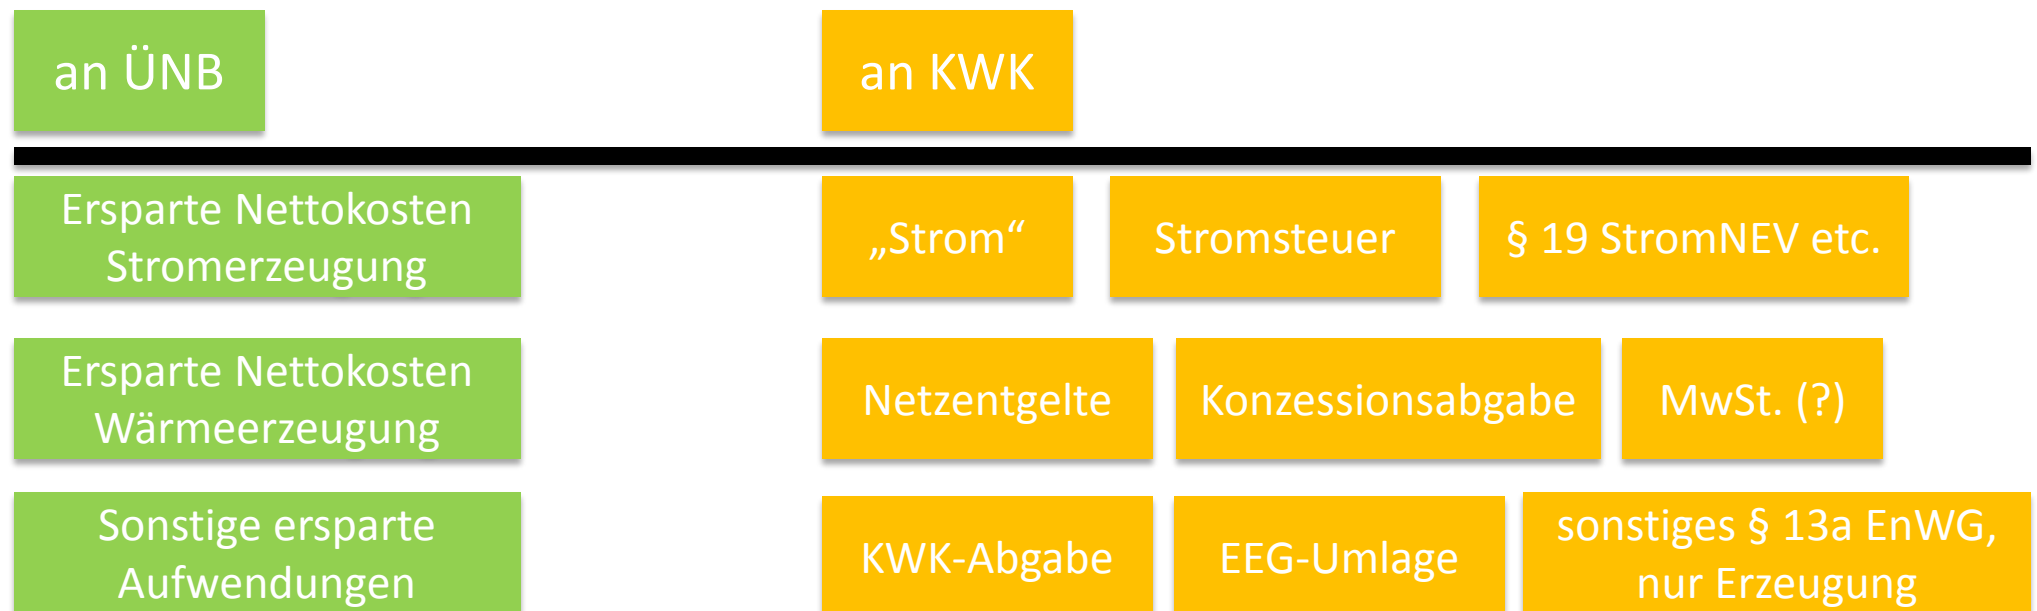 an ÜNB
an KWK
Ersparte Nettokosten
Stromerzeugung
„Strom“
Stromsteuer
§ 19 StromNEV etc.
Ersparte Nettokosten
Wärmeerzeugung
Netzentgelte
Konzessionsabgabe
MwSt. (?)
Sonstige ersparte
Aufwendungen
KWK-Abgabe
EEG-Umlage
sonstiges § 13a EnWG,
nur Erzeugung